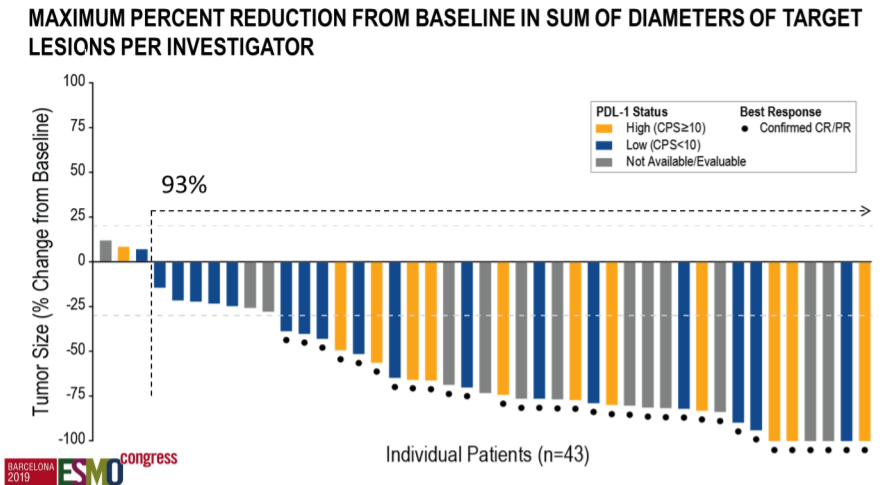 MAXIMUM PERCENT REDUCTION FROM BASELINE IN SUM OF DIAMETERS OF TARGET
LESIONS PER INVESTIGATOR
Tumor Size (% Change from Baseline)
100
75
50
25
0
-25
-50
-75
-100
93%
PDL-1 Status
High (CPS≥10)
Low (CPS<10)
Not Available/Evaluable
Best Response
Confirmed CR/PR
Individual Patients (n=43)
BARCELONA
2019
ESMO congress